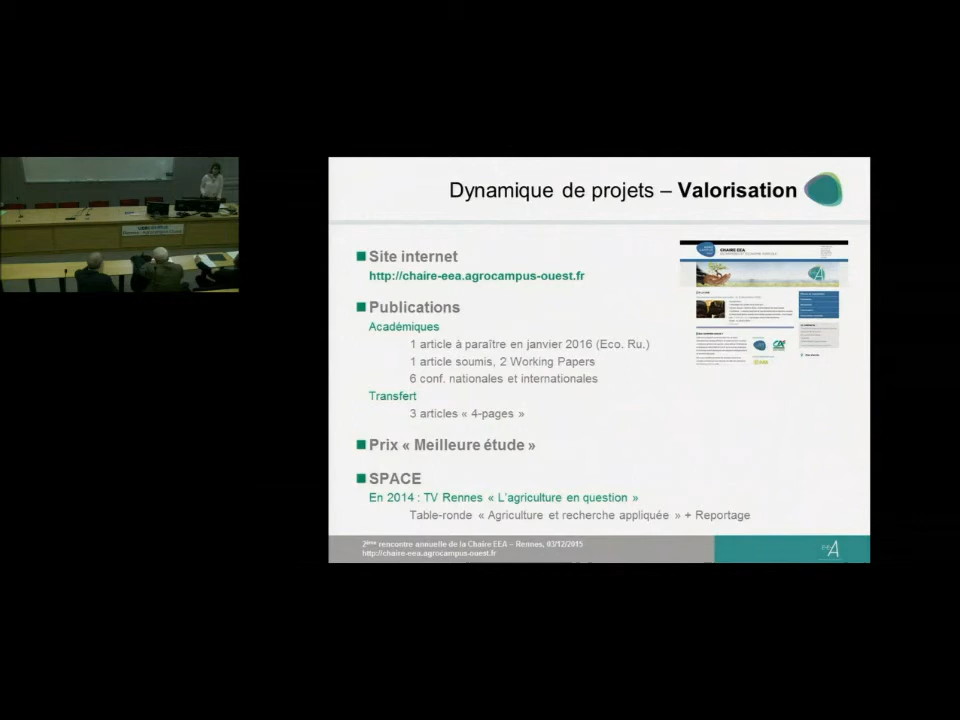 Dynamique de projets – Valorisation
Site internet
http://chaire-eea.agrocampus-ouest.fr
CHAIRE EEA
Publications
Académiques
1 article à paraître en janvier 2016 (Eco. Ru.)
1 article soumis, 2 Working Papers
6 conf. nationales et internationales
Transfert
3 articles « 4-pages »
Prix « Meilleure étude »
SPACE
En 2014 : TV Rennes « L'agriculture en question »
Table-ronde « Agriculture et recherche appliquée » + Reportage
2ème rencontre annuelle de la Chaire EEA – Rennes, 03/12/2015
http://chaire-eea.agrocampus-ouest.fr